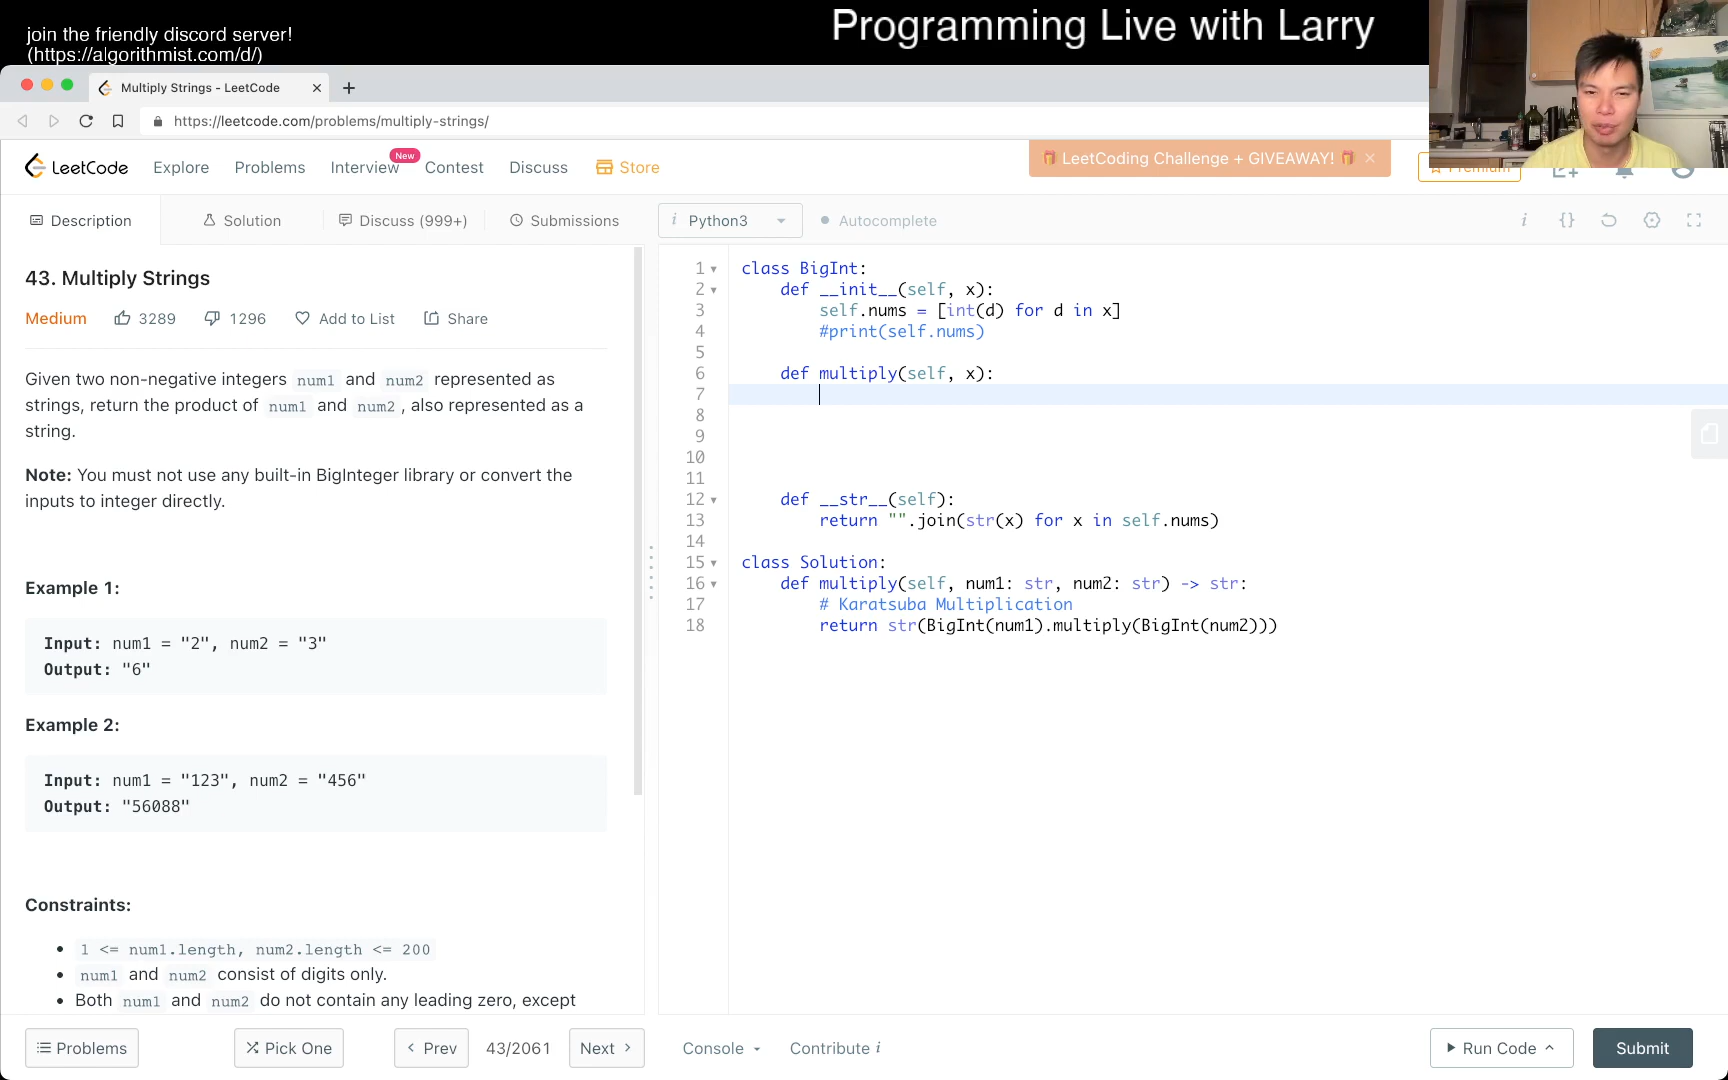 join the friendly discord server!
(https://algorithmist.com/d/)
Programming Live with Larry
Multiply Strings - LeetCode
https://leetcode.com/problems/multiply-strings/
LeetCode
Explore
Problems
Interview
New
Contest
Discuss
Store
LeetCoding Challenge + GIVEAWAY!
Premium
Description
Solution
Discuss (999+)
Submissions
i Python3
Autocomplete
43. Multiply Strings
Medium
3289
1296
Add to List
Share
Given two non-negative integers num1 and num2 represented as
strings, return the product of num1 and num2, also represented as a
string.
Note: You must not use any built-in BigInteger library or convert the
inputs to integer directly.
Example 1:
Input: num1 = "2", num2 = "3"
Output: "6"
Example 2:
Input: num1 = "123", num2 = "456"
Output: "56088"
Constraints:
1 <= num1.length, num2.length <= 200
num1 and num2 consist of digits only.
Both num1 and num2 do not contain any leading zero, except
1 class BigInt:
2 def __init__(self, x):
3 self.nums = [int(d) for d in x]
4 #print(self.nums)
5
6 def multiply(self, x):
7
8
9
10
11
12 def __str__(self):
13 return "".join(str(x) for x in self.nums)
14
15 class Solution:
16 def multiply(self, num1: str, num2: str) -> str:
17 # Karatsuba Multiplication
18 return str(BigInt(num1).multiply(BigInt(num2)))
Problems
Pick One
Prev
43/2061
Next
Console
Contribute i
Run Code
Submit